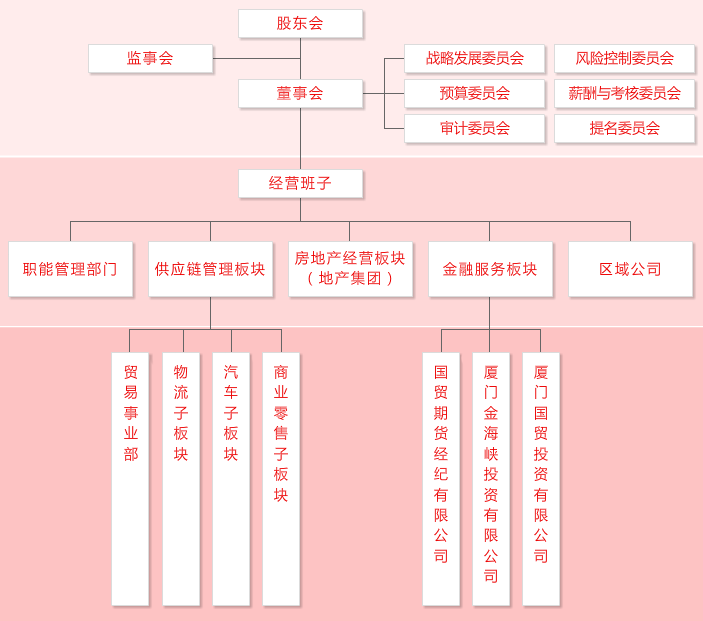 股东会
监事会
董事会
战略发展委员会
风险控制委员会
预算委员会
薪酬与考核委员会
审计委员会
提名委员会
经营班子
职能管理部门
供应链管理板块
房地产经营板块
（地产集团）
金融服务板块
区域公司
贸易事业部
物流子板块
汽车子板块
商业零售子板块
国贸期货经纪有限公司
厦门金海峡投资有限公司
厦门国贸投资有限公司